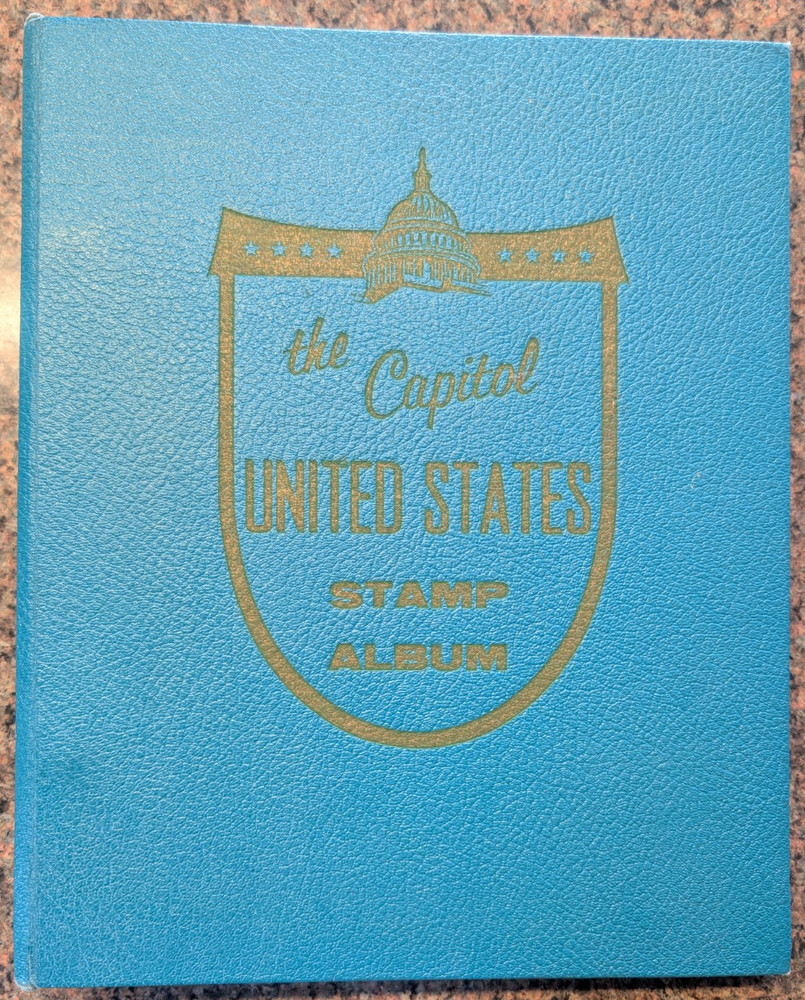 the Capitol
UNITED STATES
STAMP
ALBUM